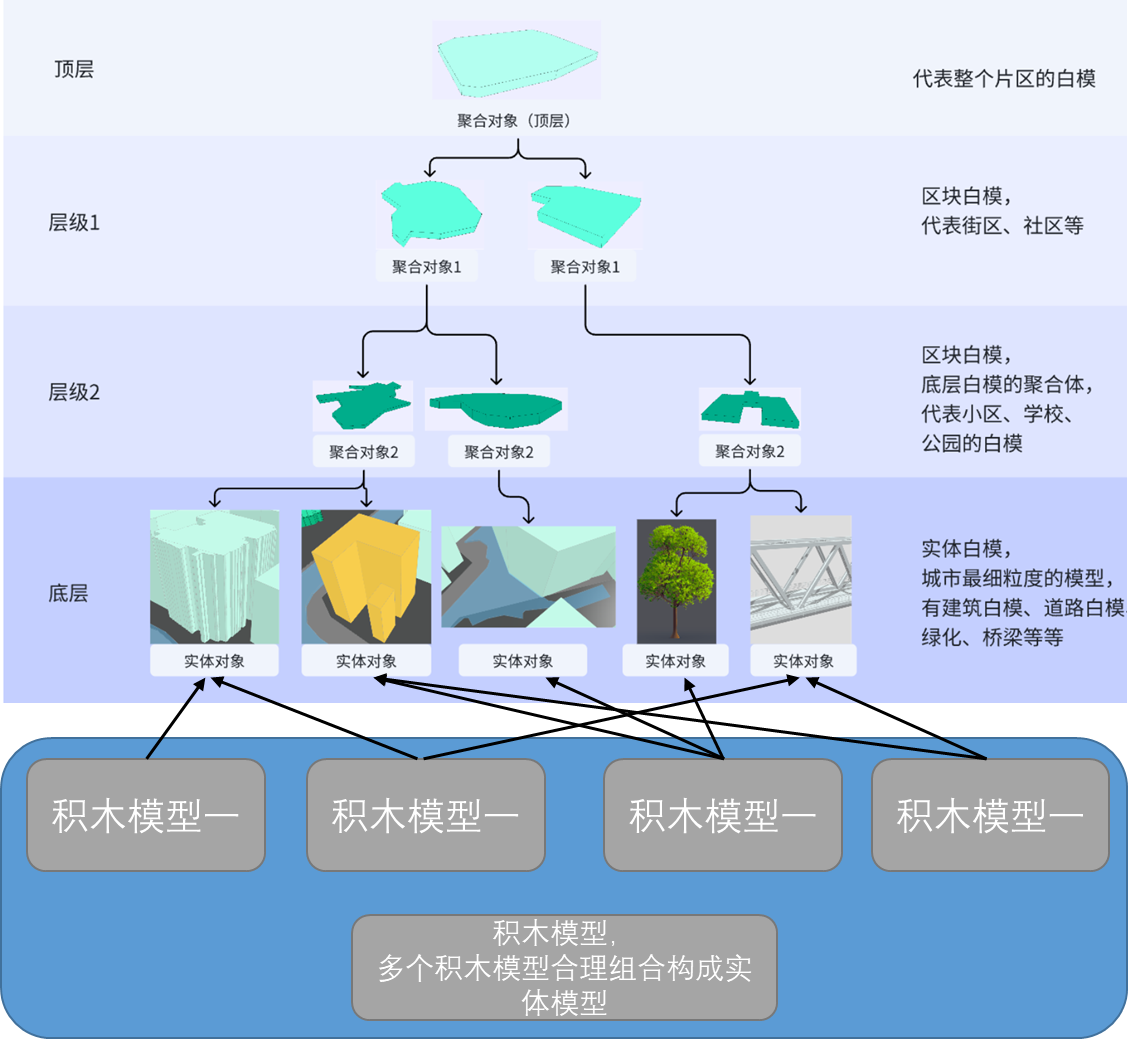 顶层
聚合对象（顶层）
代表整个片区的白模
层级1
聚合对象1
聚合对象1
区块白模，
代表街区、社区等
层级2
聚合对象2
聚合对象2
聚合对象2
区块白模，
底层白模的聚合体，
代表小区、学校、
公园的白模
底层
实体对象
实体对象
实体对象
实体对象
实体对象
实体白模，
城市最细粒度的模型，
有建筑白模、道路白模
绿化、桥梁等等
积木模型一
积木模型一
积木模型一
积木模型一
积木模型,
多个积木模型合理组合构成实
体模型